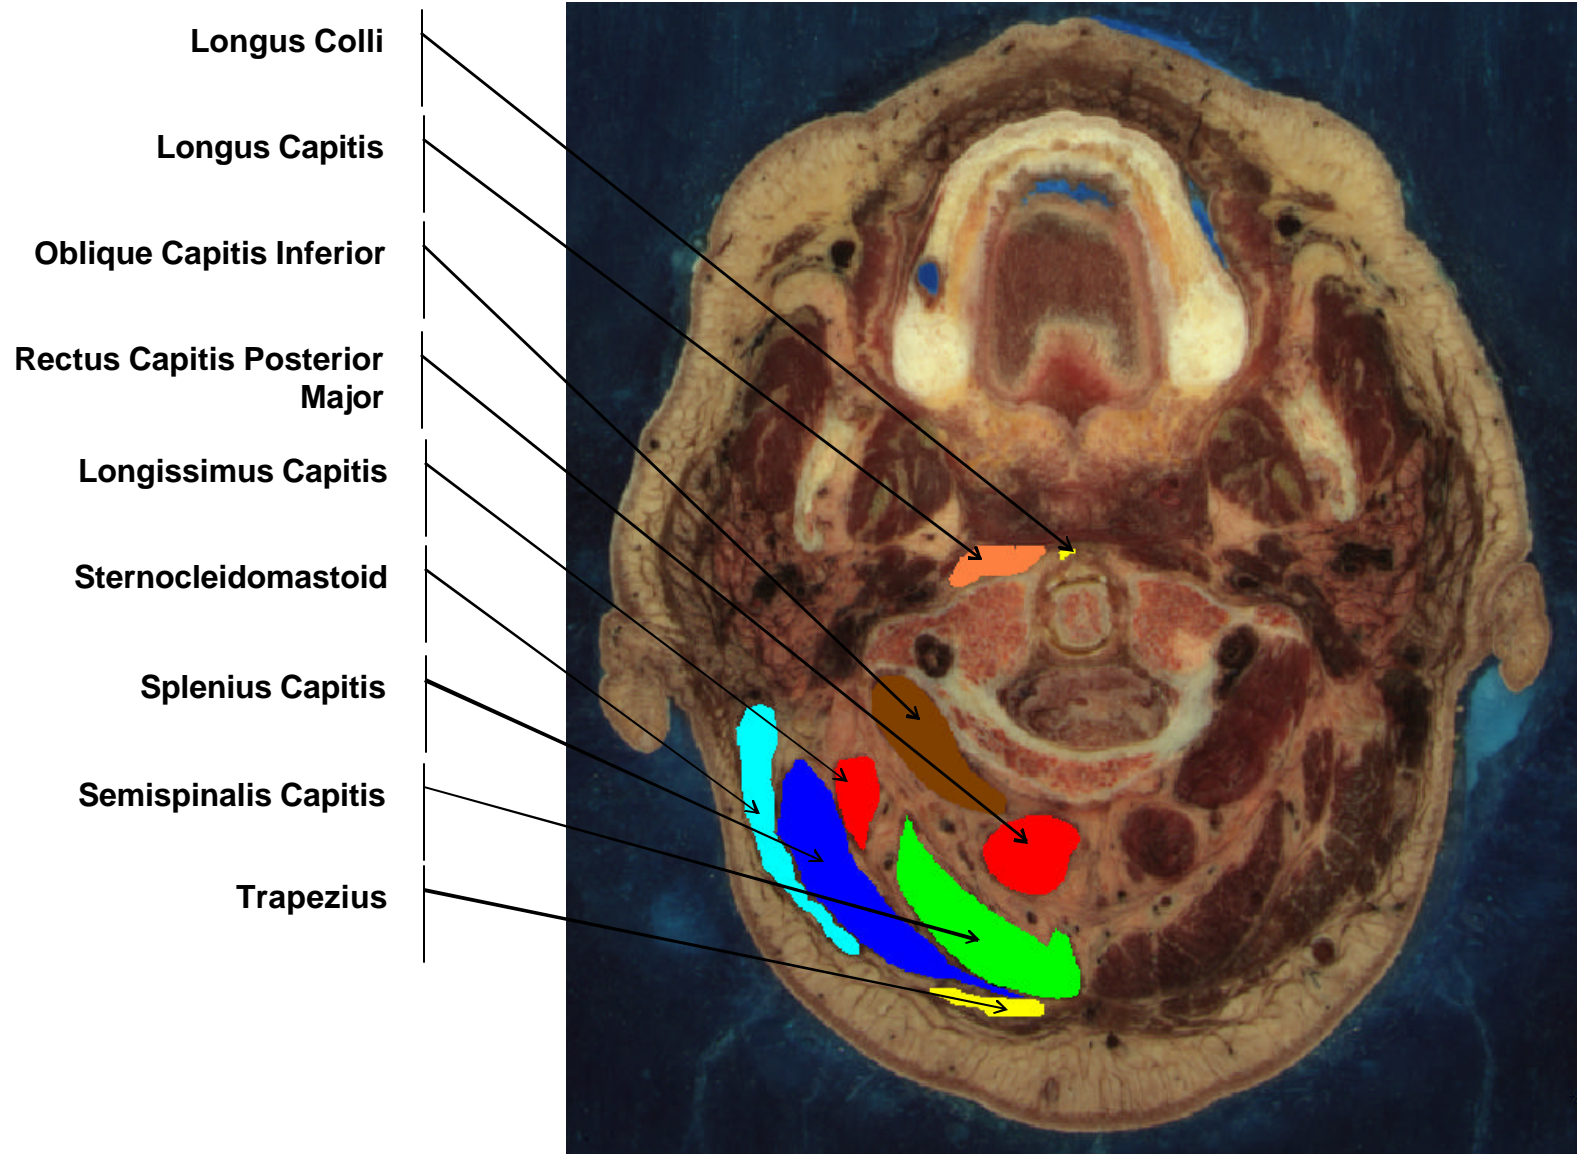 Longus Colli
Longus Capitis
Oblique Capitis Inferior
Rectus Capitis Posterior
Major
Longissimus Capitis
Sternocleidomastoid
Splenius Capitis
Semispinalis Capitis
Trapezius